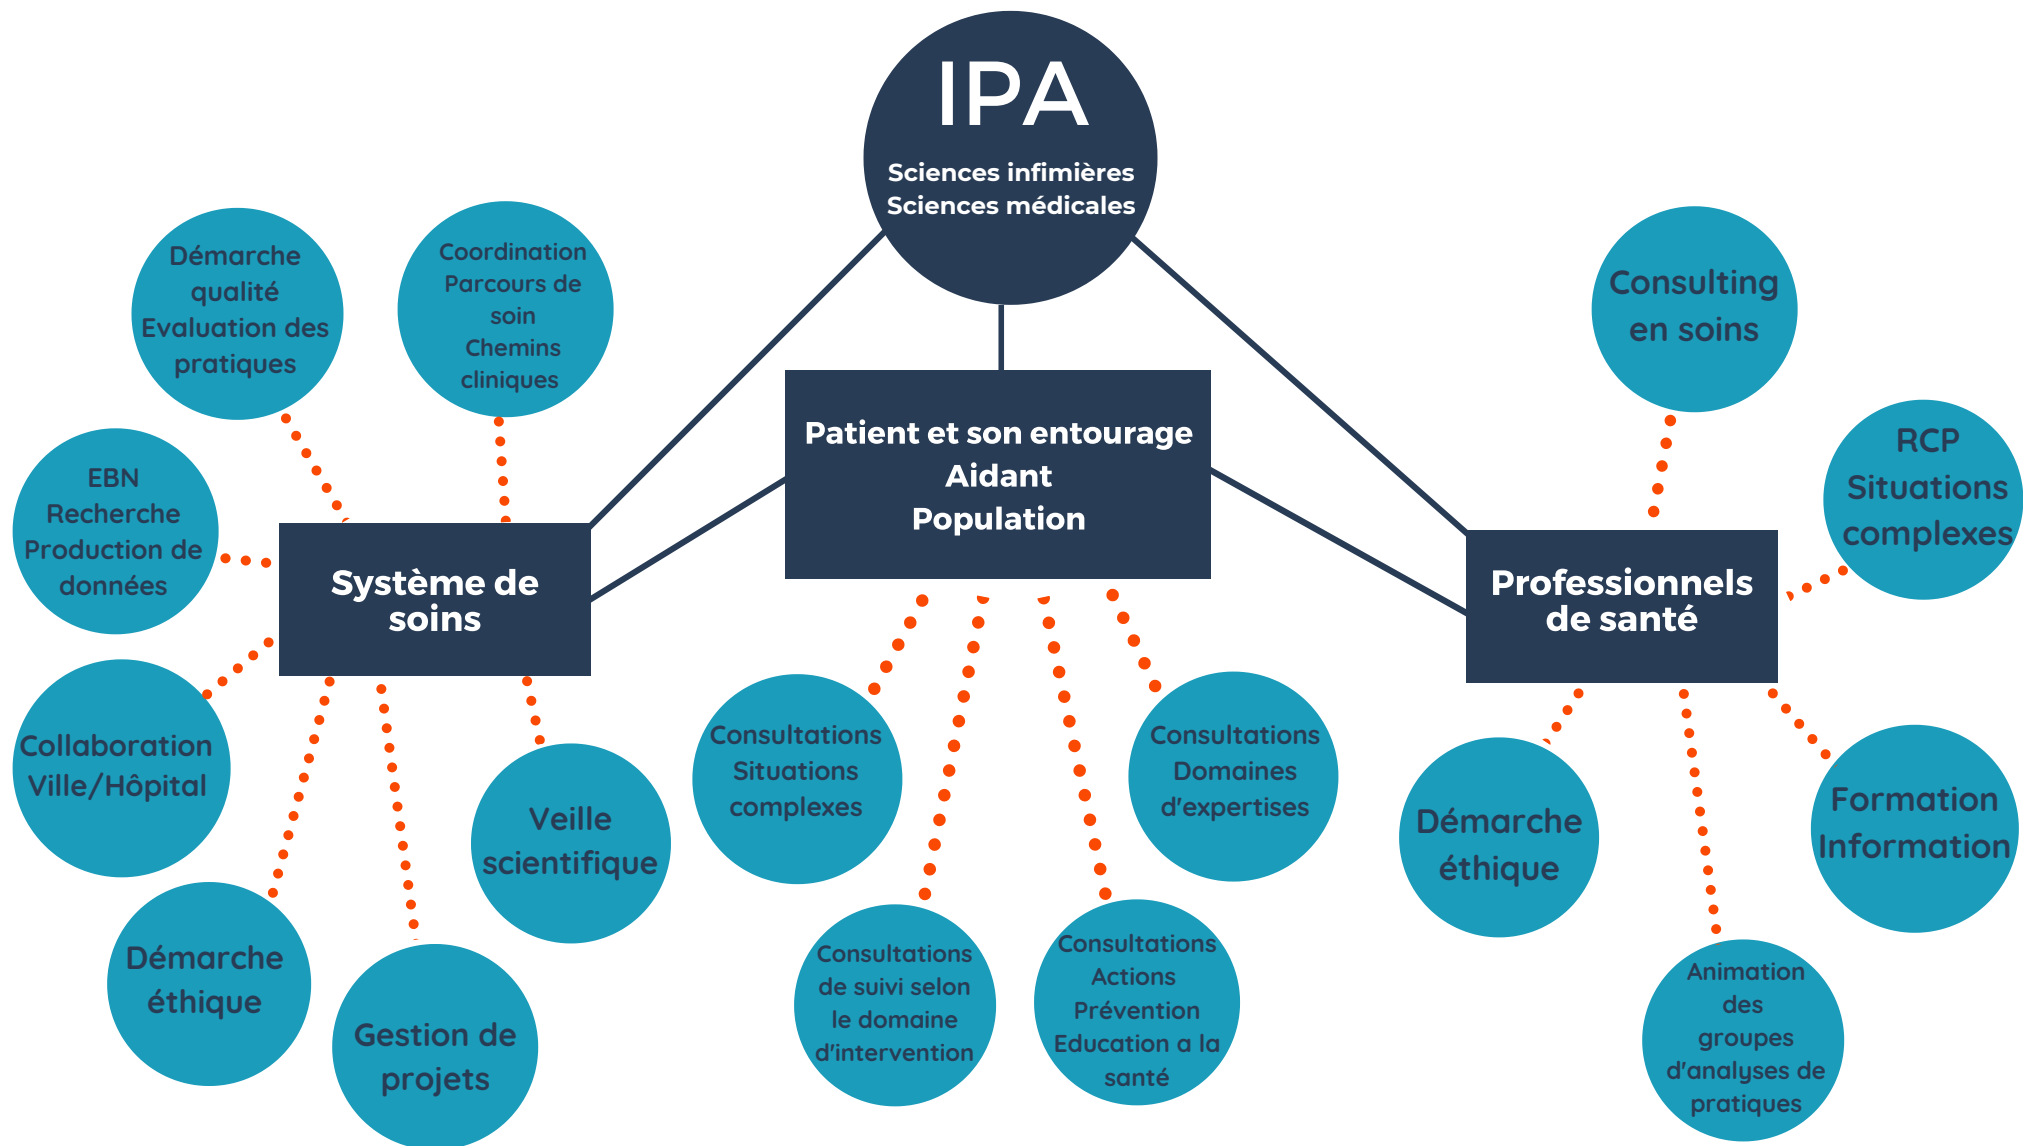 IPA
Sciences infimières
Sciences médicales
Démarche
qualité
Evaluation des
pratiques
Coordination
Parcours de
soin
Chemins
cliniques
EBN
Recherche
Production de
données
Système de
soins
Collaboration
Ville/Hôpital
Démarche
éthique
Gestion de
projets
Veille
scientifique
Patient et son entourage
Aidant
Population
Consultations
Situations
complexes
Consultations
de suivi selon
le domaine
d'intervention
Consultations
Actions
Prévention
Education a la
santé
Consultations
Domaines
d'expertises
Consulting
en soins
RCP
Situations
complexes
Professionnels
de santé
Démarche
éthique
Formation
Information
Animation
des
groupes
d'analyses de
pratiques